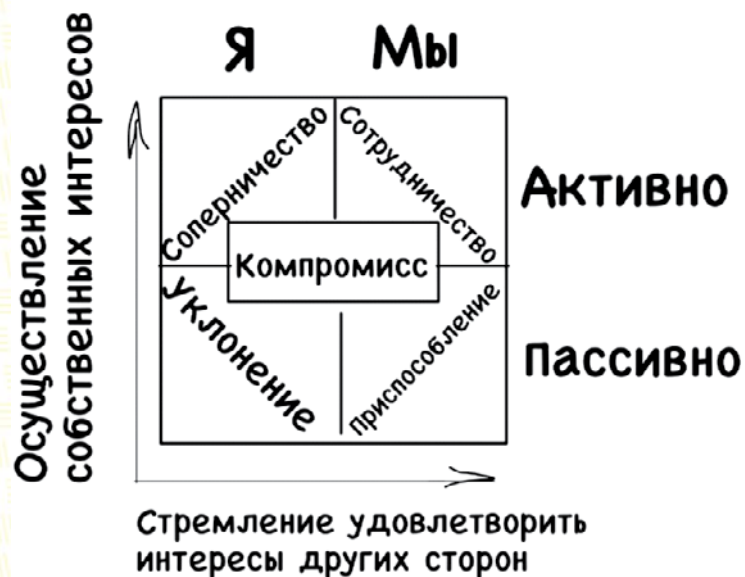 Я Мы
Осуществление
собственных интересов
Соперничество
Сотрудничество
Активно
Компромисс
Уклонение
Приспособление
Пассивно
Стремление удовлетворить
интересы других сторон